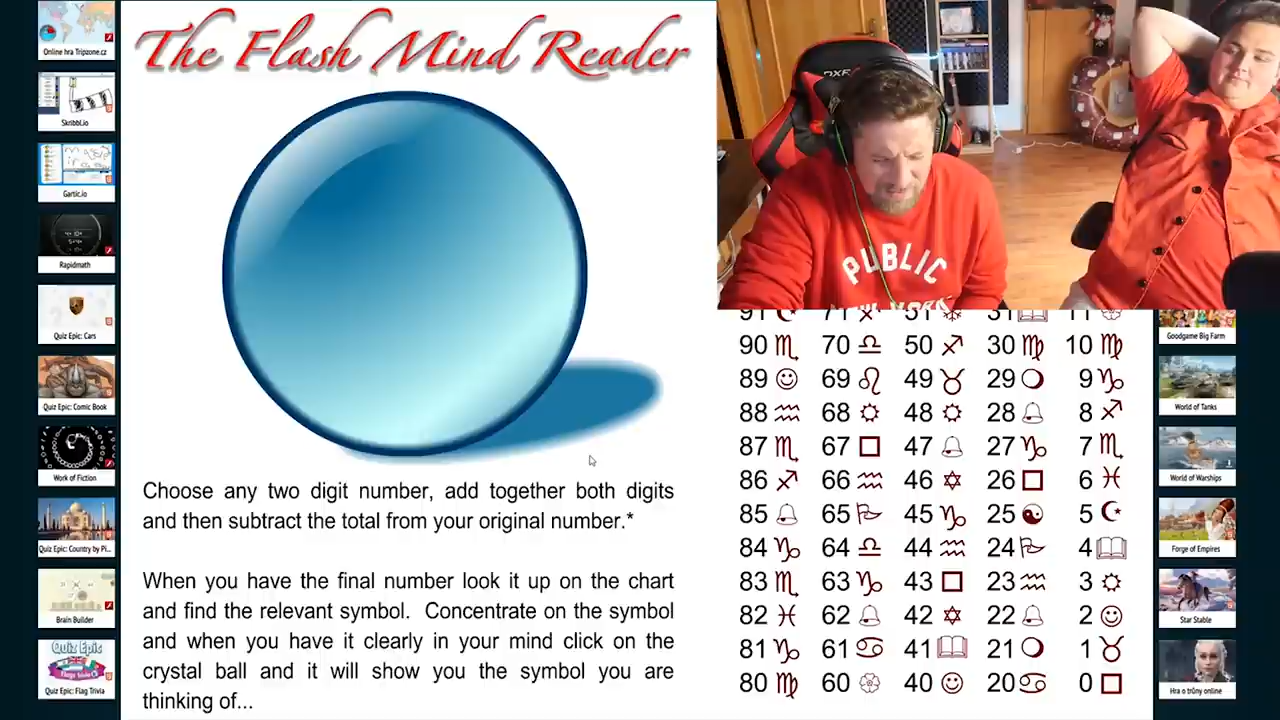 The Flash Mind Reader
Online hra Tripzone.cz
Skribbl.io
Gartic.io
Rapidmath
Quiz Epic: Cars
Quiz Epic: Comic Book
Work of Fiction
Quiz Epic: Country by Pi...
Brain Builder
Quiz Epic
Quiz Epic: Flag Trivia
Choose any two digit number, add together both digits
and then subtract the total from your original number.*
When you have the final number look it up on the chart
and find the relevant symbol. Concentrate on the symbol
and when you have it clearly in your mind click on the
crystal ball and it will show you the symbol you are
thinking of...
PUBLIC
NEW YORK
91 ☾ 71 ♐ 51 31 11
90 ♏ 70 ♎ 50 ♐ 30 ♍ 10 ♍
89 ☺ 69 ♌ 49 ♉ 29 9 ♑
88 ♒ 68 48 28 8 ♐
87 ♏ 67 □ 47 27 ♑ 7 ♏
86 ♐ 66 ♒ 46 ✡ 26 □ 6 ♓
85 65 45 ♑ 25 ☯ 5 ☪
84 ♑ 64 ♎ 44 ♒ 24 4
83 ♏ 63 ♑ 43 □ 23 ♒ 3
82 ♓ 62 42 ✡ 22 2 ☺
81 ♑ 61 ♋ 41 21 1 ♉
80 ♍ 60 40 ☺ 20 ♋ 0 □
Goodgame Big Farm
World of Tanks
World of Warships
Forge of Empires
Star Stable
Hra o trůny online